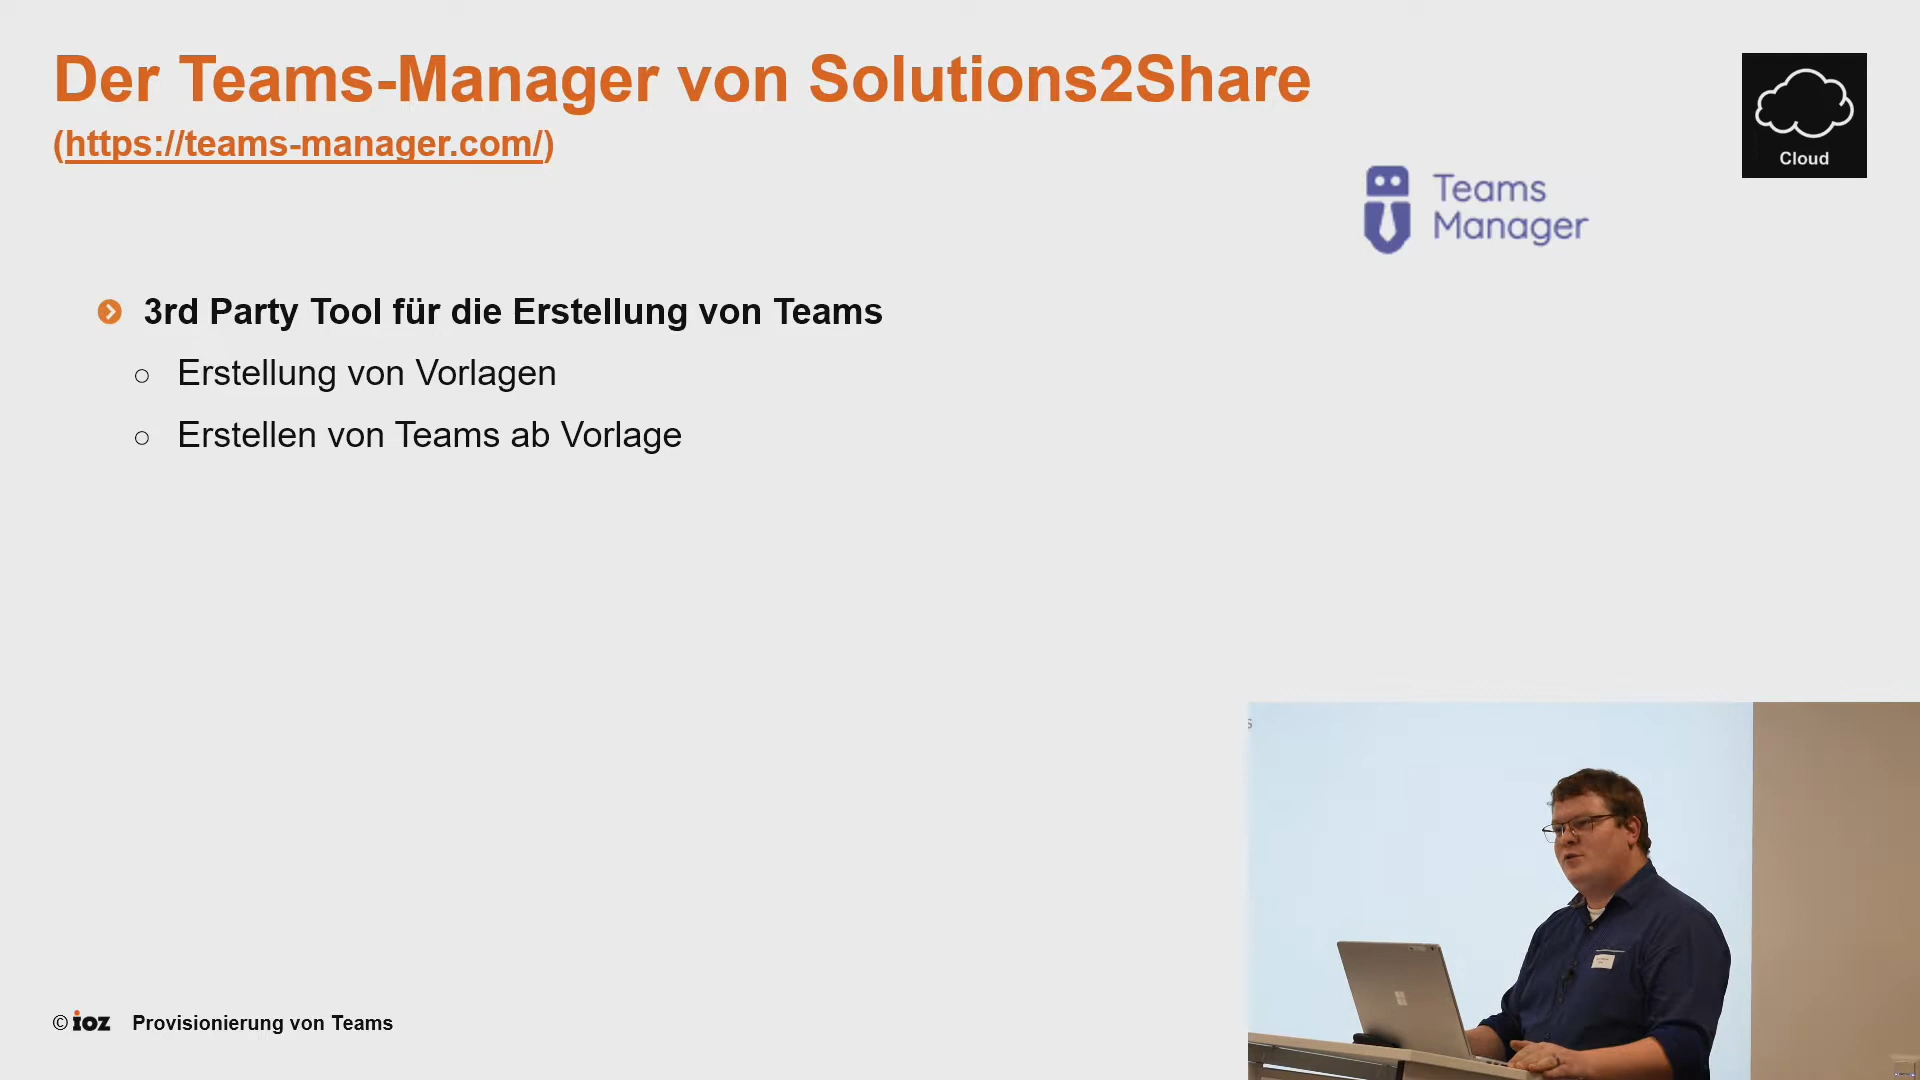 Der Teams-Manager von Solutions2Share
(https://teams-manager.com/)
Cloud
Teams
Manager
3rd Party Tool für die Erstellung von Teams
Erstellung von Vorlagen
Erstellen von Teams ab Vorlage
© ioz Provisionierung von Teams